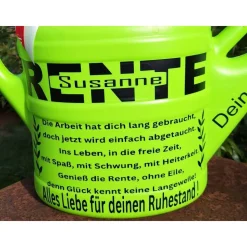 RENTE
Susanne
Die Arbeit hat dich lang gebraucht,
doch jetzt wird einfach abgetaucht.
Ins Leben, in die freie Zeit,
mit Spaß, mit Schwung, mit Heiterkeit
Genieß die Rente, ohne Eile,
denn Glück kennt keine Langeweile!
Alles Liebe für deinen Ruhestand!
Dein